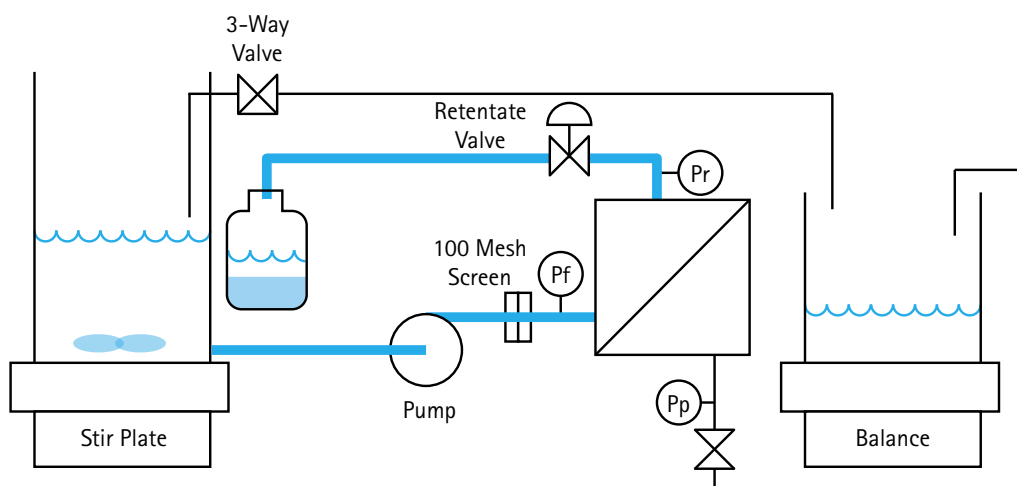 3-Way
Valve
Retentate
Valve
Pr
100 Mesh
Screen
Pf
Pump
Pp
Stir Plate
Balance